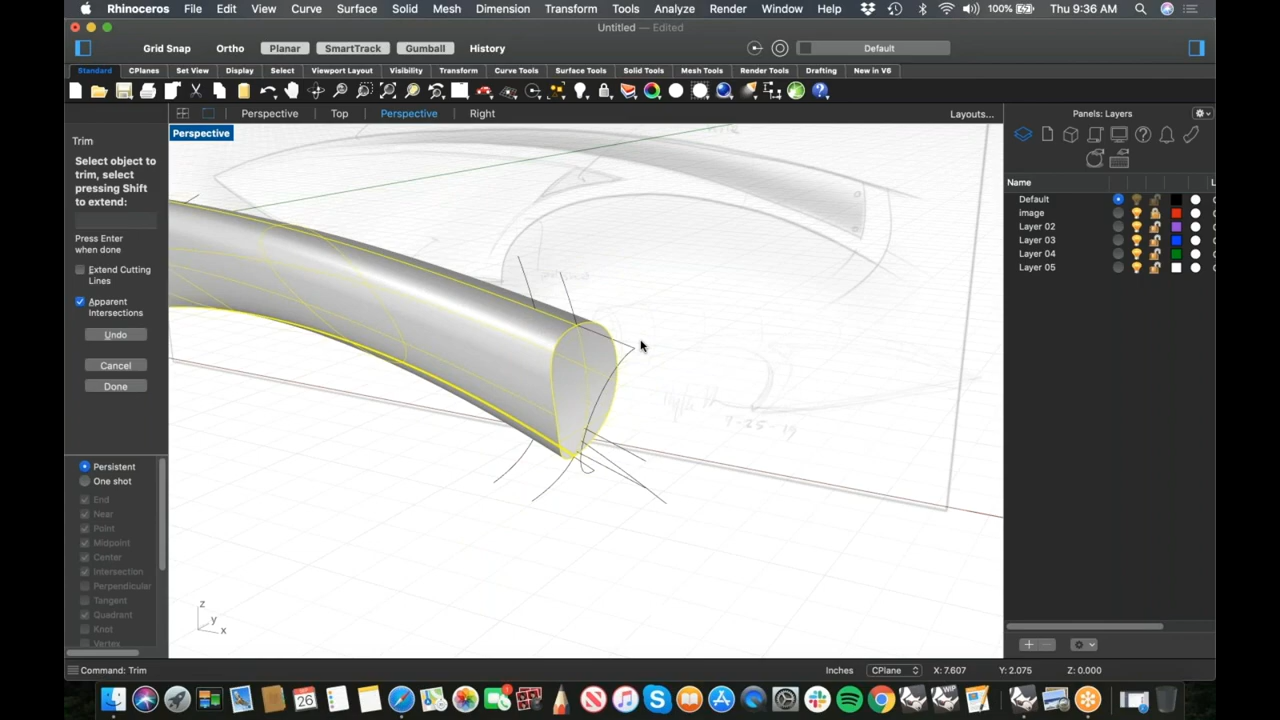 Rhinoceros File Edit View Curve Surface Solid Mesh Dimension Transform Tools Analyze Render Window Help 100% Thu 9:36 AM
Untitled — Edited
Grid Snap Ortho Planar SmartTrack Gumball History Default
Standard CPlanes Set View Display Select Viewport Layout Visibility Transform Curve Tools Surface Tools Solid Tools Mesh Tools Render Tools Drafting New in V6
Perspective Top Perspective Right Layouts...
Panels: Layers
Perspective
Trim
Select object to
trim, select
pressing Shift
to extend:
Press Enter
when done
Extend Cutting
Lines
Apparent
Intersections
Undo
Cancel
Done
Persistent
One shot
End
Near
Point
Midpoint
Center
Intersection
Perpendicular
Tangent
Quadrant
Knot
Vertex
Name L
Default
image
Layer 02
Layer 03
Layer 04
Layer 05
7-25-19
z
y
x
Command: Trim Inches CPlane X: 7.607 Y: 2.075 Z: 0.000
SEP
26